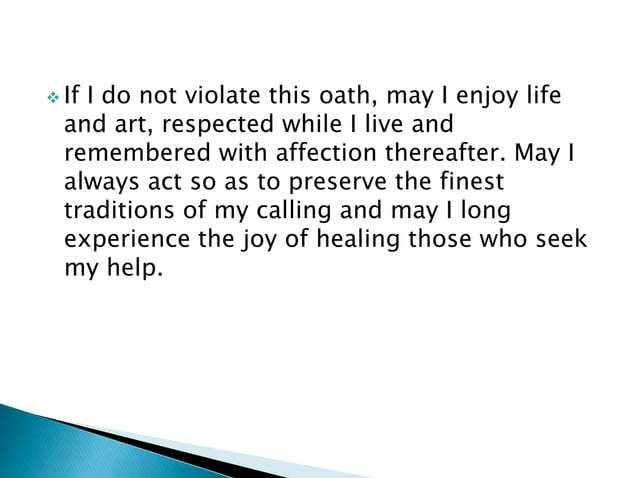 If I do not violate this oath, may I enjoy life
and art, respected while I live and
remembered with affection thereafter. May I
always act so as to preserve the finest
traditions of my calling and may I long
experience the joy of healing those who seek
my help.